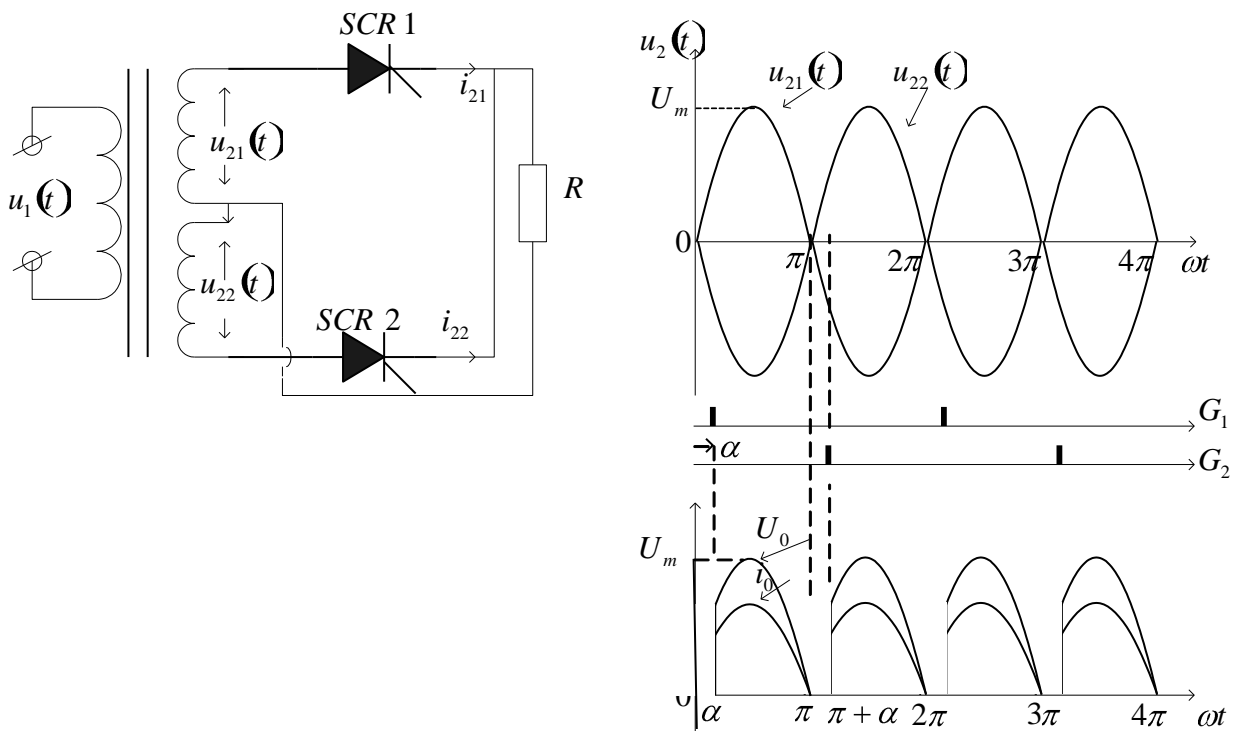 SCR 1
i₂₁
u₂₁(t)
u₁(t)
R
u₂₂(t)
SCR 2
i₂₂
u₂(t)
u₂₁(t)
u₂₂(t)
Uₘ
0
π
2π
3π
4π
ωt
G₁
α
G₂
U₀
Uₘ
i₀
0
α
π
π + α
2π
3π
4π
ωt